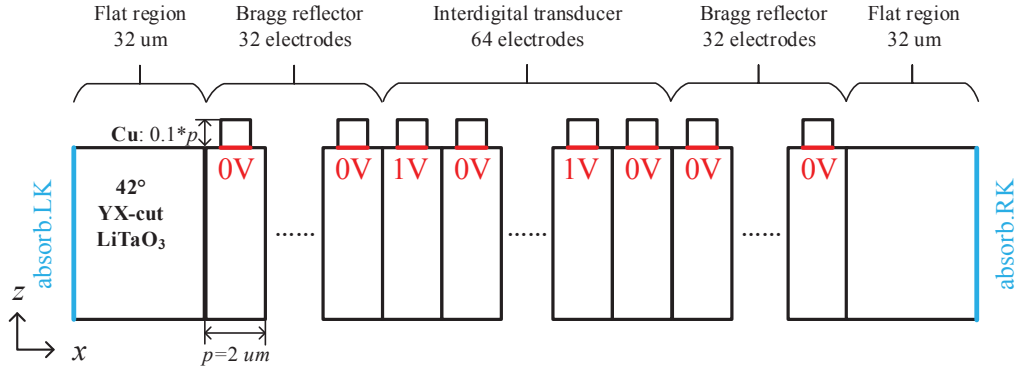 Flat region
32 um
Bragg reflector
32 electrodes
Interdigital transducer
64 electrodes
Bragg reflector
32 electrodes
Flat region
32 um
Cu: 0.1*p
absorb.LK
42°
YX-cut
LiTaO₃
0V
0V
1V
0V
1V
0V
0V
0V
......
......
......
absorb.RK
z
x
p=2 um